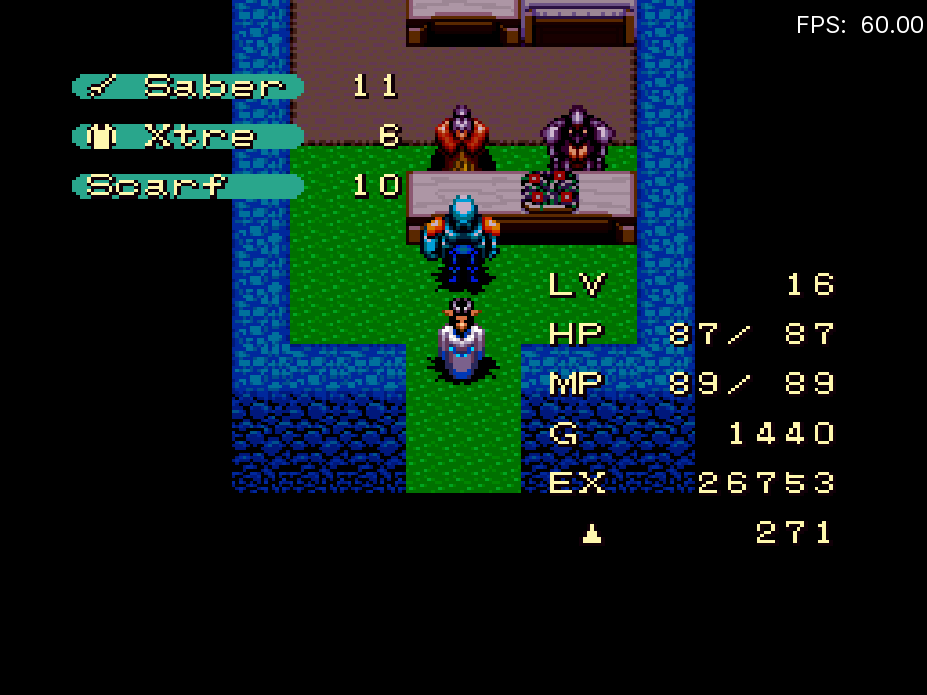 FPS: 60.00
Saber 11
Xtre 6
Scarf 10
LV 16
HP 87/ 87
MP 89/ 89
G 1440
EX 26753
271